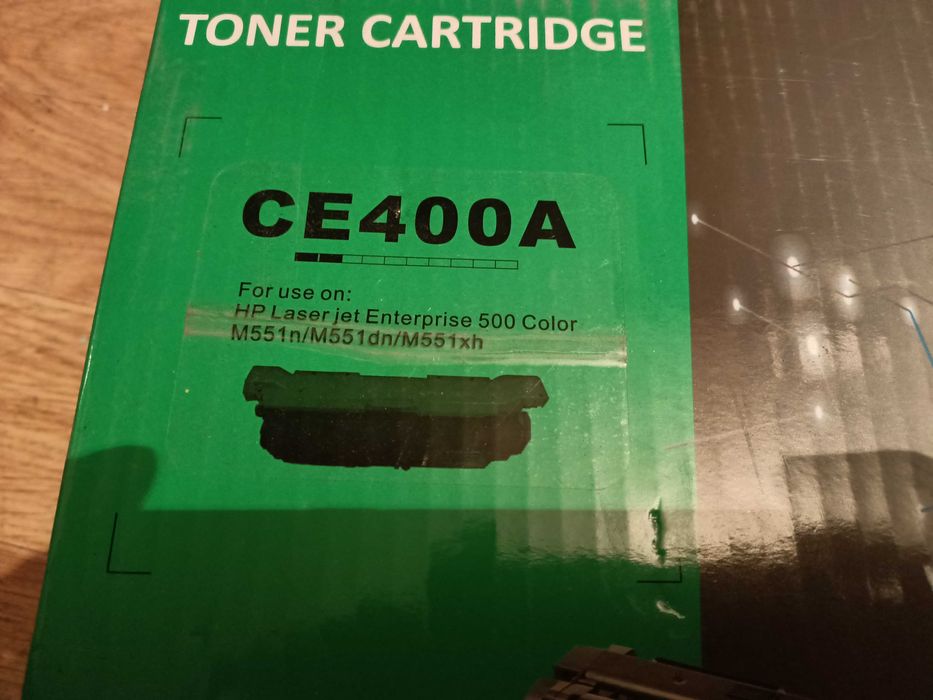 TONER CARTRIDGE
CE400A
For use on:
HP Laser jet Enterprise 500 Color
M551n/M551dn/M551xh